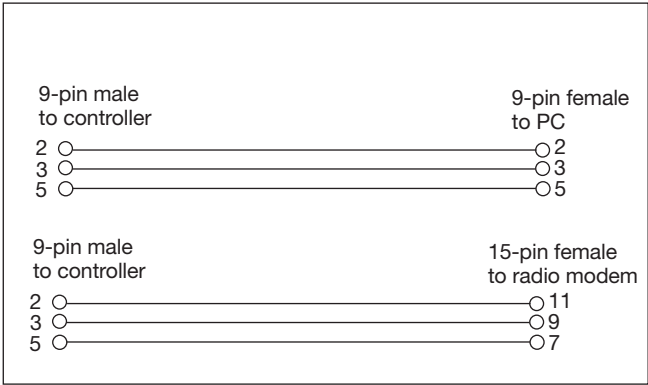 9-pin male
to controller
9-pin female
to PC
2 2
3 3
5 5
9-pin male
to controller
15-pin female
to radio modem
2 11
3 9
5 7